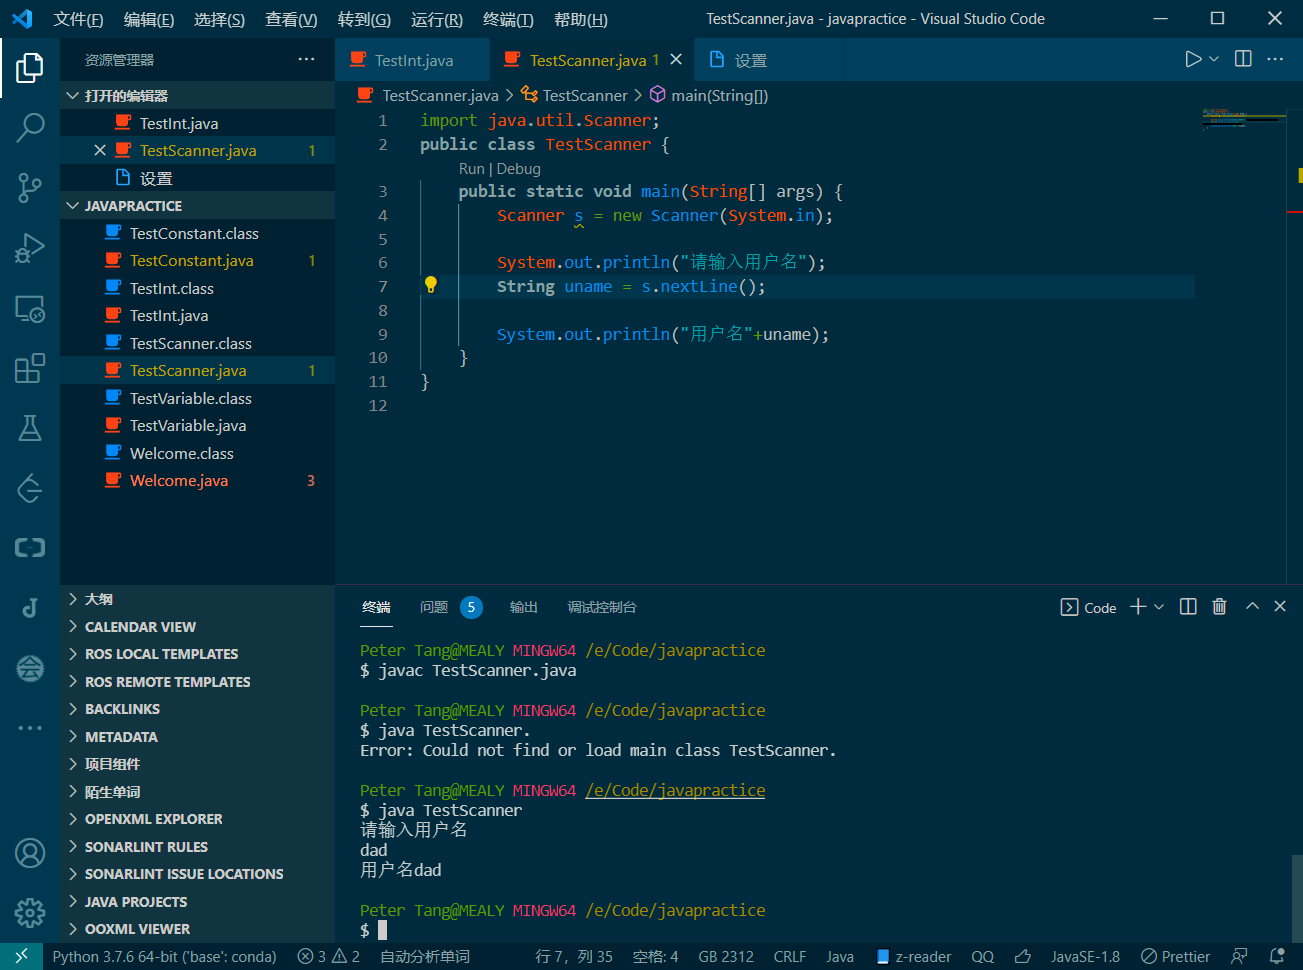 文件(F) 编辑(E) 选择(S) 查看(V) 转到(G) 运行(R) 终端(T) 帮助(H) TestScanner.java - javapractice - Visual Studio Code
资源管理器
打开的编辑器
TestInt.java
TestScanner.java 1
设置
JAVAPRACTICE
TestConstant.class
TestConstant.java 1
TestInt.class
TestInt.java
TestScanner.class
TestScanner.java 1
TestVariable.class
TestVariable.java
Welcome.class
Welcome.java 3
大纲
CALENDAR VIEW
ROS LOCAL TEMPLATES
ROS REMOTE TEMPLATES
BACKLINKS
METADATA
项目组件
陌生单词
OPENXML EXPLORER
SONARLINT RULES
SONARLINT ISSUE LOCATIONS
JAVA PROJECTS
OOXML VIEWER
TestInt.java TestScanner.java 1 设置
TestScanner.java > TestScanner > main(String[])
1 import java.util.Scanner;
2 public class TestScanner {
Run | Debug
3 public static void main(String[] args) {
4 Scanner s = new Scanner(System.in);
5
6 System.out.println("请输入用户名");
7 String uname = s.nextLine();
8
9 System.out.println("用户名"+uname);
10 }
11 }
12
终端 问题 5 输出 调试控制台 Code
Peter Tang@MEALY MINGW64 /e/Code/javapractice
$ javac TestScanner.java
Peter Tang@MEALY MINGW64 /e/Code/javapractice
$ java TestScanner.
Error: Could not find or load main class TestScanner.
Peter Tang@MEALY MINGW64 /e/Code/javapractice
$ java TestScanner
请输入用户名
dad
用户名dad
Peter Tang@MEALY MINGW64 /e/Code/javapractice
$
Python 3.7.6 64-bit ('base': conda) 3 2 自动分析单词 行 7，列 35 空格: 4 GB 2312 CRLF Java z-reader QQ JavaSE-1.8 Prettier